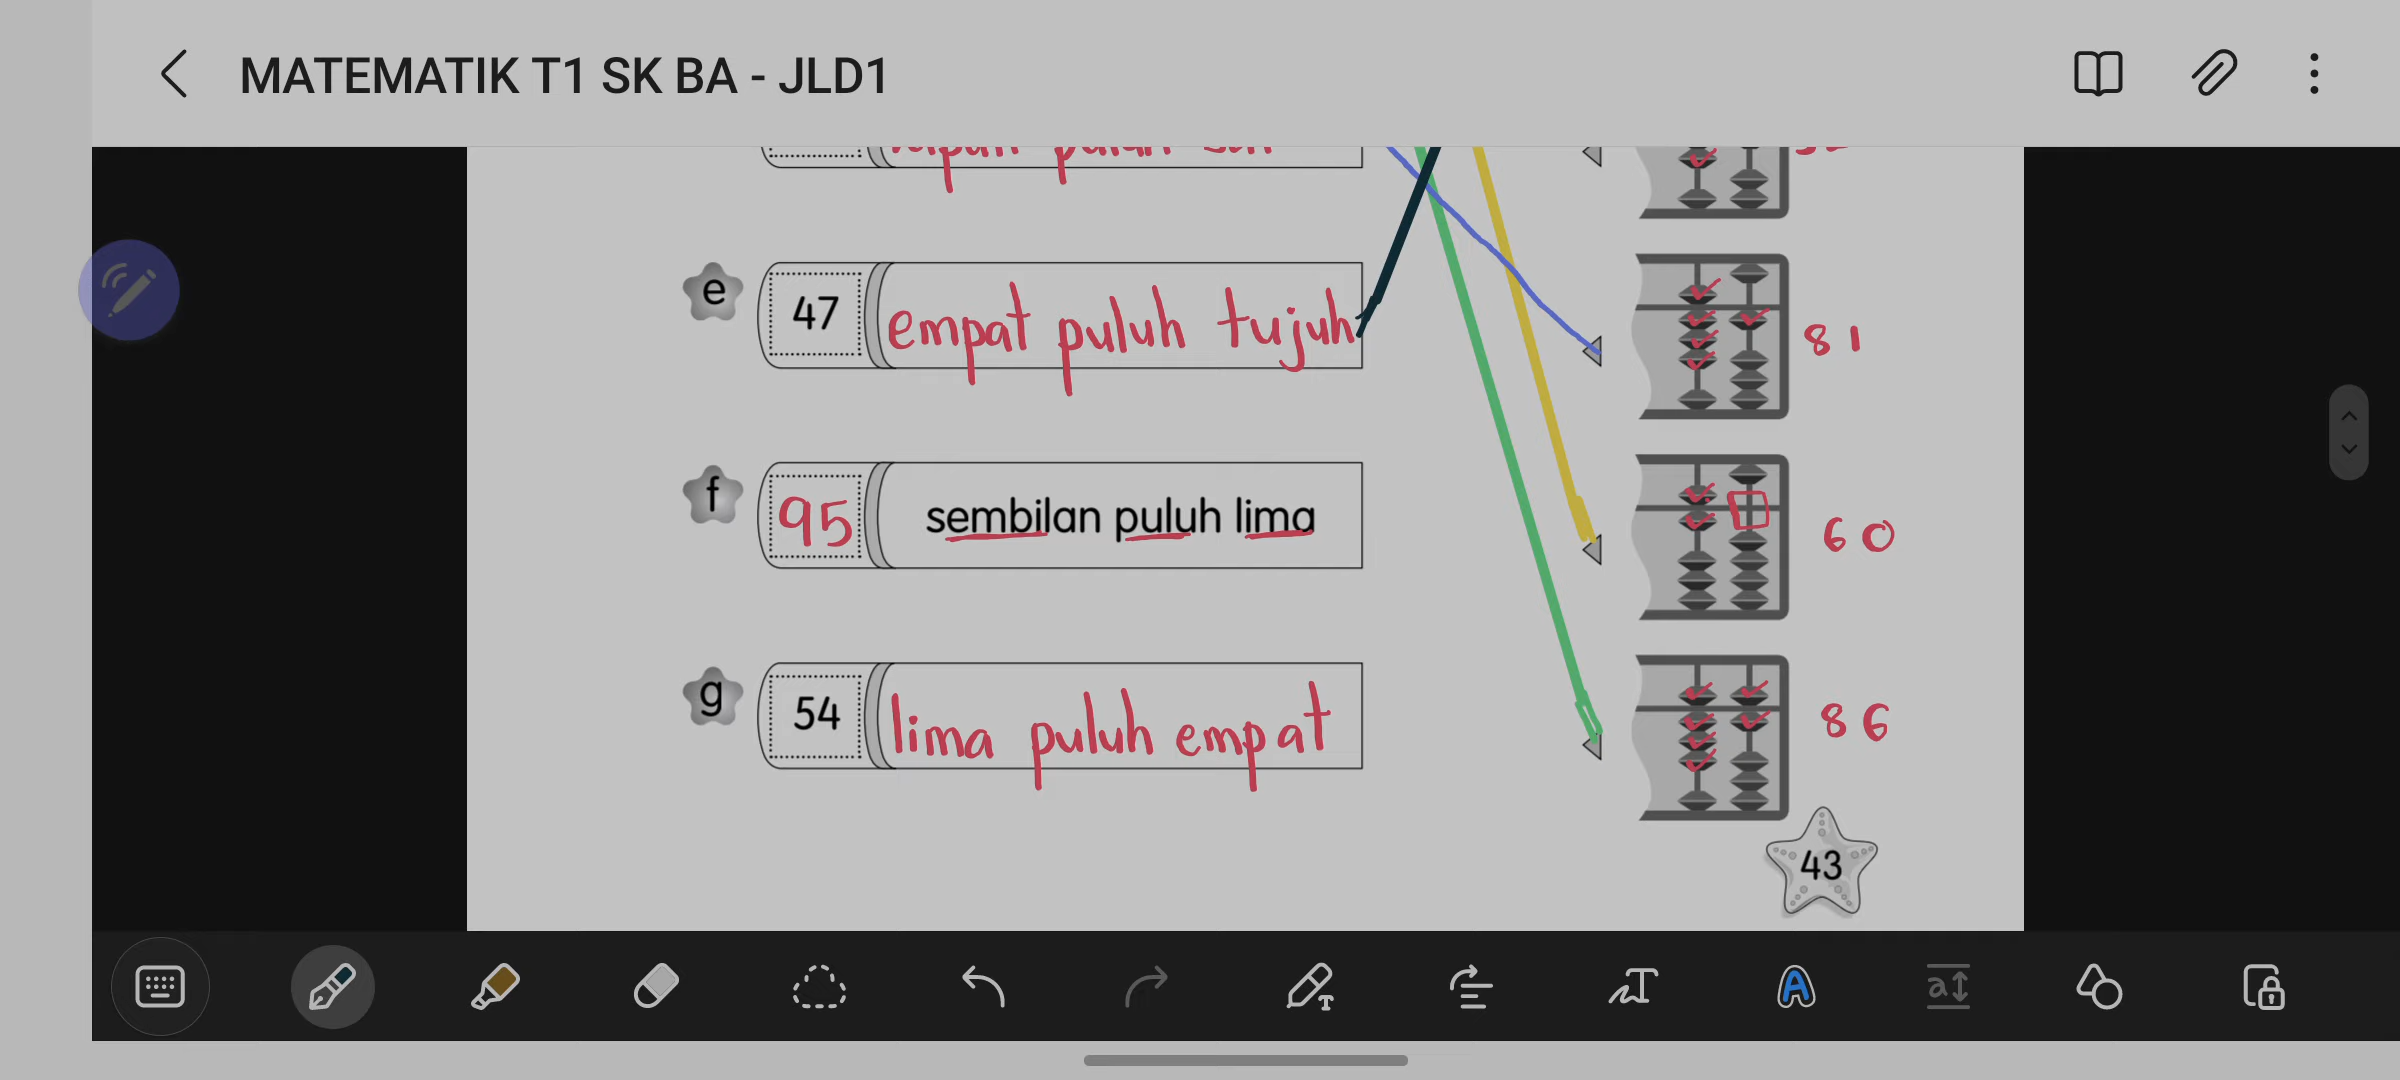 MATEMATIK T1 SK BA - JLD1
e 47 empat puluh tujuh 81
f 95 sembilan puluh lima 60
g 54 lima puluh empat 86
43